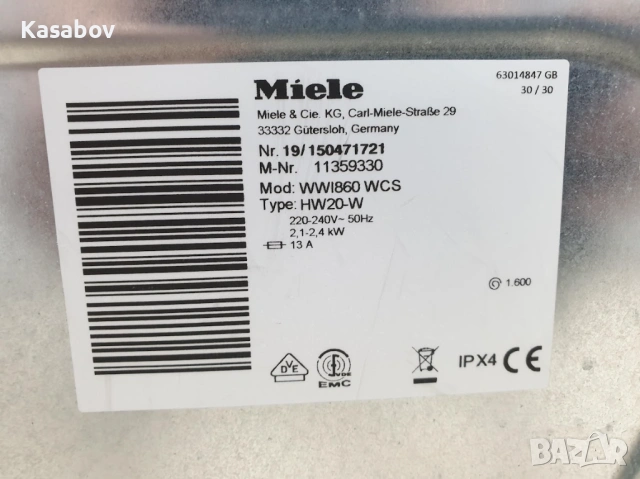 Kasabov
Miele
63014847 GB
30 / 30
Miele & Cie. KG, Carl-Miele-Straße 29
33332 Gütersloh, Germany
Nr. 19/150471721
M-Nr. 11359330
Mod: WWI860 WCS
Type: HW20-W
220-240V~ 50Hz
2,1-2,4 kW
13 A
1.600
DVE
VDE
EMC
IPX4 CE
BAZAR